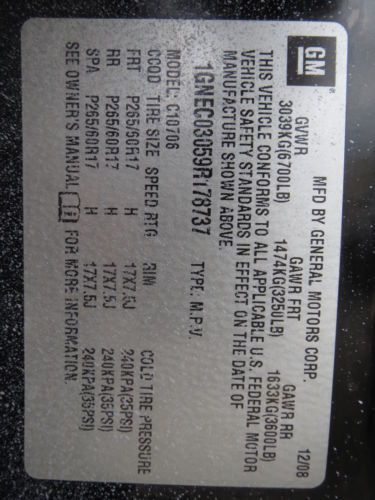 GM
MFD BY GENERAL MOTORS CORP. 12/08
GVWR GAWR FRT GAWR RR
3039KG(6700LB) 1474KG(3250LB) 1633KG(3600LB)
THIS VEHICLE CONFORMS TO ALL APPLICABLE U.S. FEDERAL MOTOR
VEHICLE SAFETY STANDARDS IN EFFECT ON THE DATE OF
MANUFACTURE SHOWN ABOVE.
1GNEC03059R178737 TYPE: M.P.V.
MODEL: C10706
CCOD TIRE SIZE SPEED RTG RIM COLD TIRE PRESSURE
FRT P265/60R17 H 17X7.5J 240KPA(35PSI)
RR P265/60R17 H 17X7.5J 240KPA(35PSI)
SPA P265/60R17 H 17X7.5J 240KPA(35PSI)
SEE OWNER'S MANUAL FOR MORE INFORMATION.